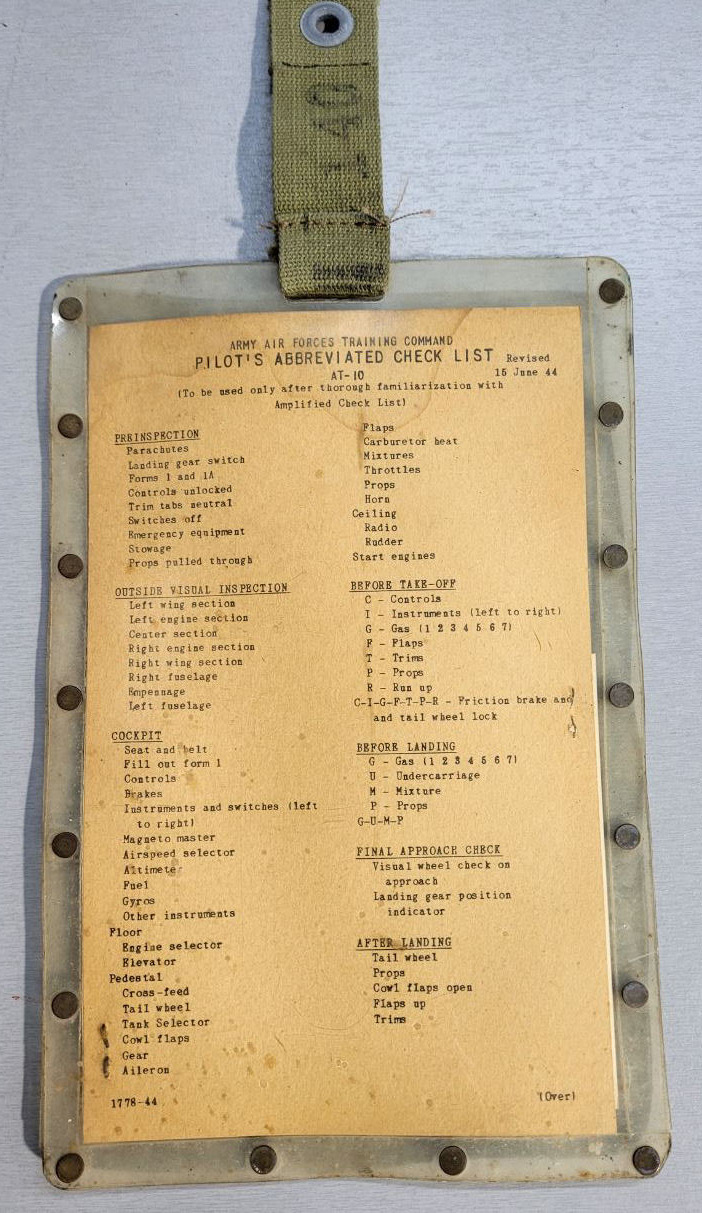 40
ARMY AIR FORCES TRAINING COMMAND
PILOT'S ABBREVIATED CHECK LIST
Revised
AT-10
15 June 44
(To be used only after thorough familiarization with
Amplified Check List)
PREINSPECTION
Parachutes
Landing gear switch
Forms 1 and 1A
Controls unlocked
Trim tabs neutral
Switches off
Emergency equipment
Stowage
Props pulled through
OUTSIDE VISUAL INSPECTION
Left wing section
Left engine section
Center section
Right engine section
Right wing section
Right fuselage
Empennage
Left fuselage
COCKPIT
Seat and belt
Fill out form 1
Controls
Brakes
Instruments and switches (left
to right)
Magneto master
Airspeed selector
Altimeter
Fuel
Gyros
Other instruments
Floor
Engine selector
Elevator
Pedestal
Cross-feed
Tail wheel
Tank Selector
Cowl flaps
Gear
Aileron
Flaps
Carburetor heat
Mixtures
Throttles
Props
Horn
Ceiling
Radio
Rudder
Start engines
BEFORE TAKE-OFF
C - Controls
I - Instruments (left to right)
G - Gas (1 2 3 4 5 6 7)
F - Flaps
T - Trims
P - Props
R - Run up
C-I-G-F-T-P-R - Friction brake and
and tail wheel lock
BEFORE LANDING
G - Gas (1 2 3 4 5 6 7)
U - Undercarriage
M - Mixture
P - Props
G-U-M-P
FINAL APPROACH CHECK
Visual wheel check on
approach
Landing gear position
indicator
AFTER LANDING
Tail wheel
Props
Cowl flaps open
Flaps up
Trims
1778-44
(Over)